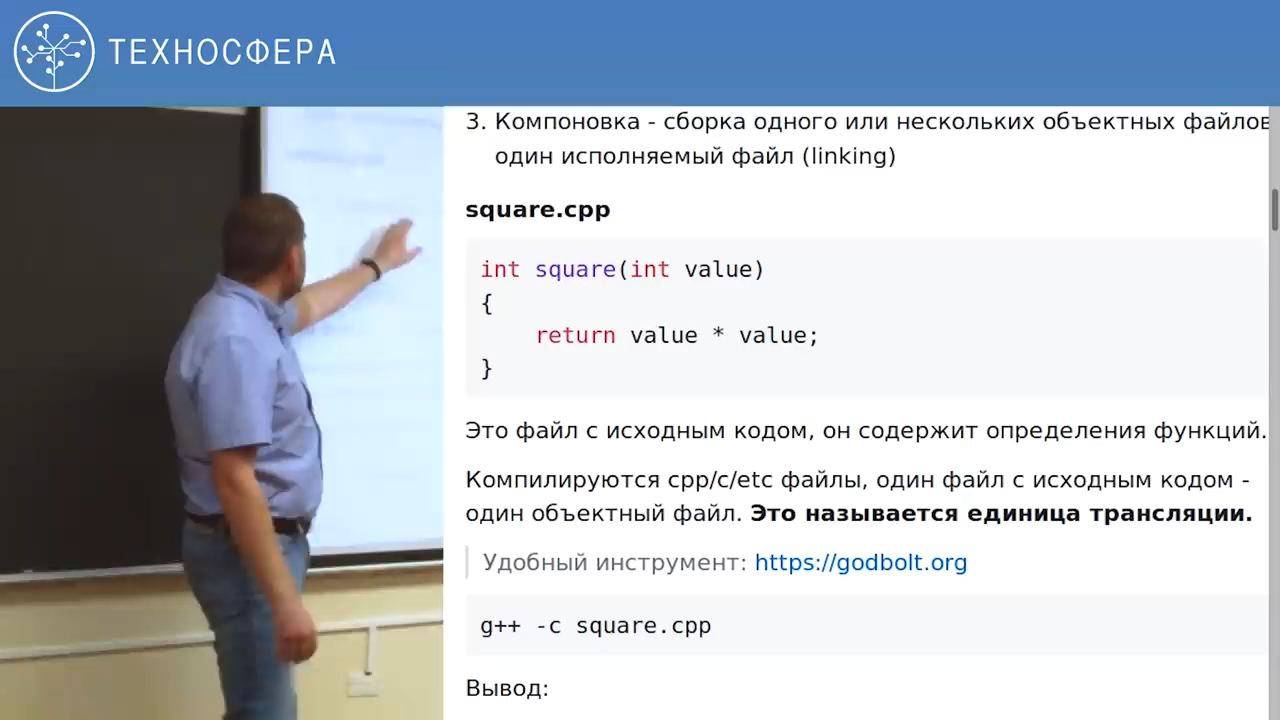 ТЕХНОСФЕРА
3. Компоновка - сборка одного или нескольких объектных файлов
один исполняемый файл (linking)
square.cpp
int square(int value)
{
return value * value;
}
Это файл с исходным кодом, он содержит определения функций.
Компилируются cpp/c/etc файлы, один файл с исходным кодом -
один объектный файл. Это называется единица трансляции.
Удобный инструмент: https://godbolt.org
g++ -c square.cpp
Вывод: